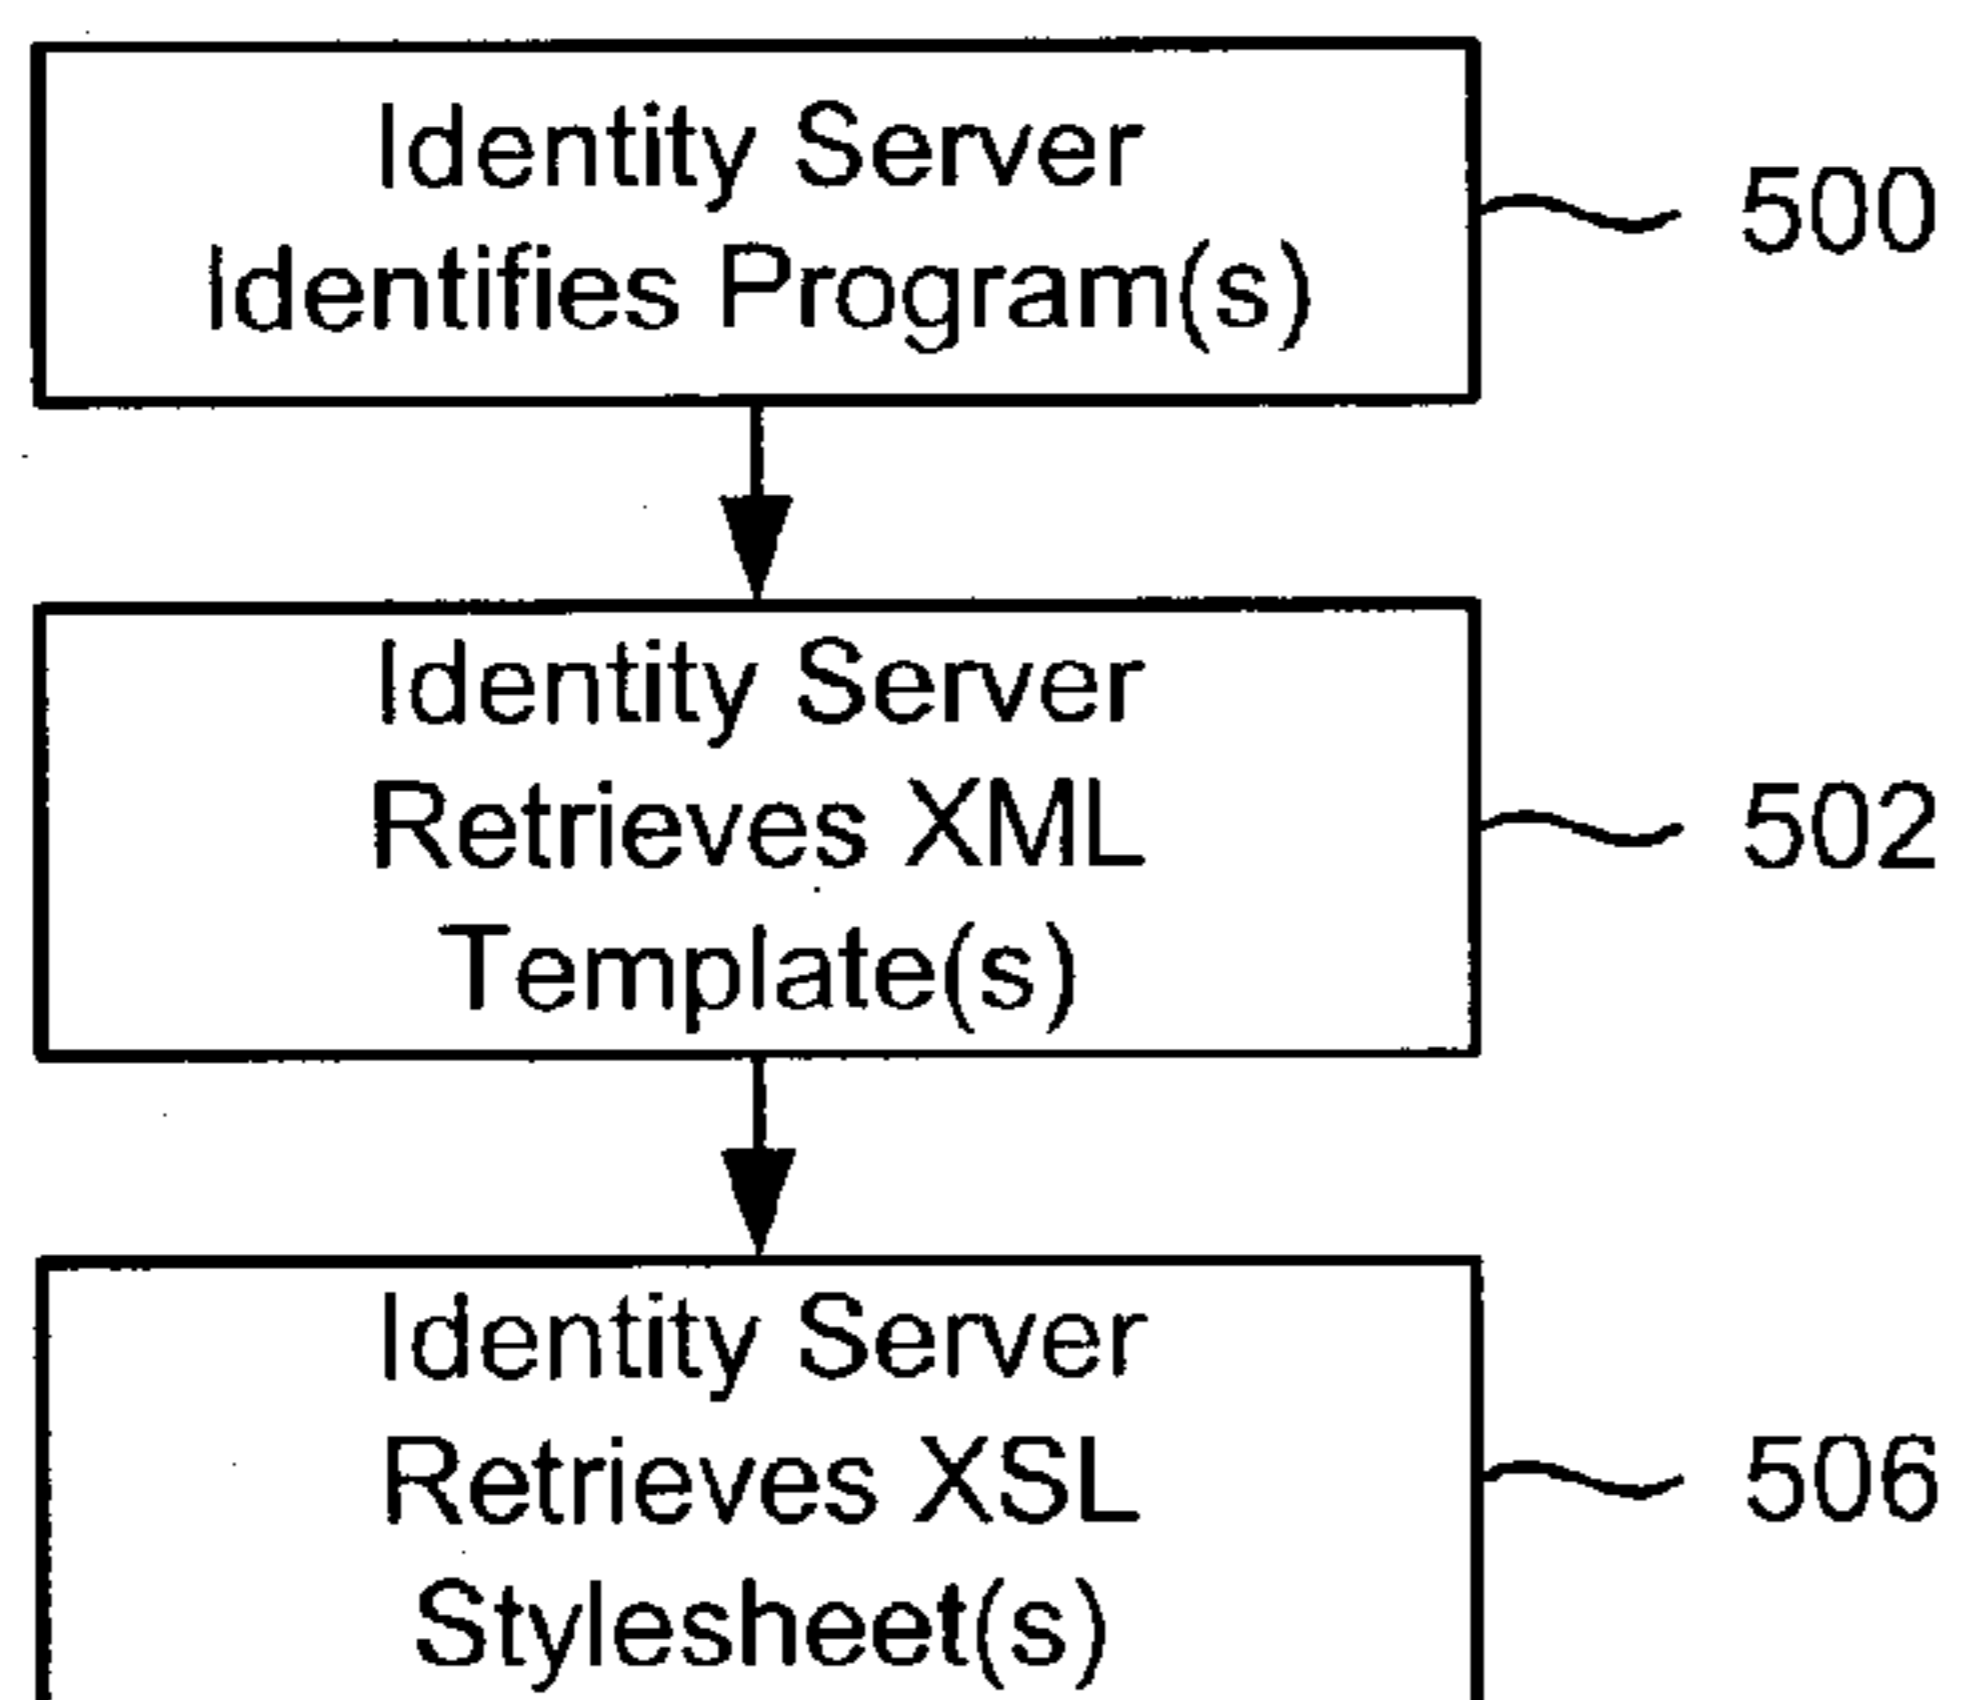 Identity Server
Identifies Program(s)
500
Identity Server
Retrieves XML
Template(s)
502
Identity Server
Retrieves XSL
Stylesheet(s)
506